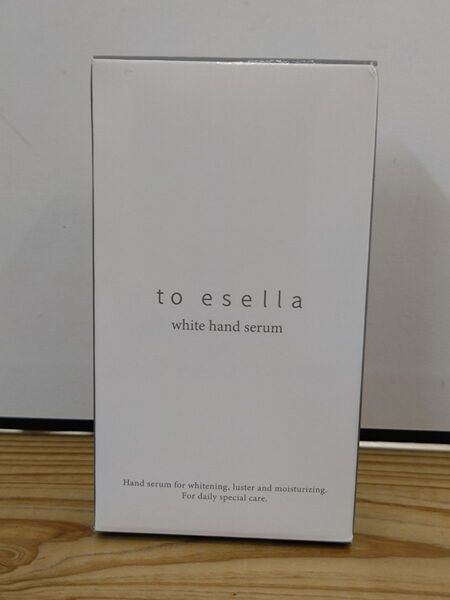 to esella
white hand serum
Hand serum for whitening, luster and moisturizing.
For daily special care.